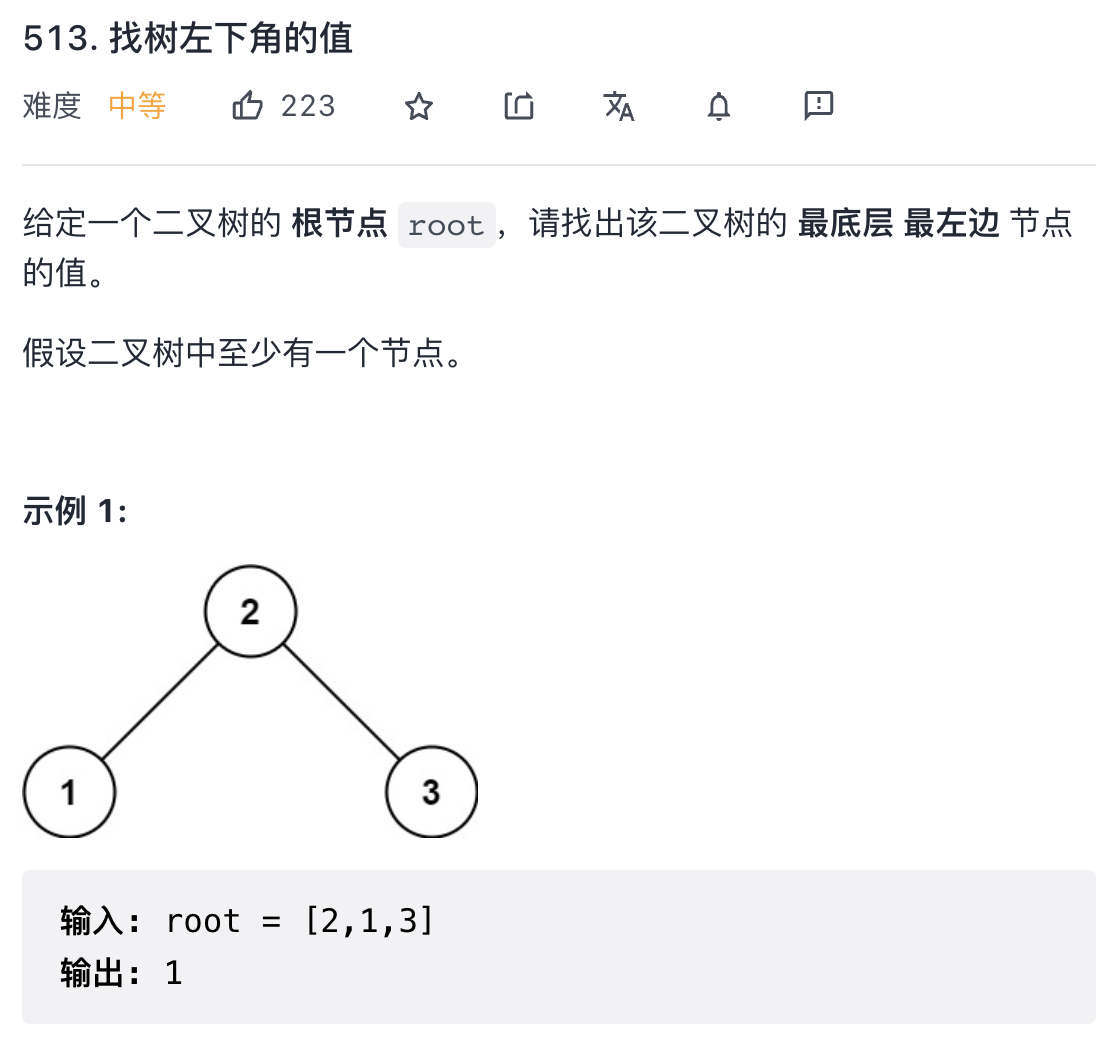 513. 找树左下角的值
难度 中等 223
给定一个二叉树的 根节点 root，请找出该二叉树的 最底层 最左边 节点
的值。
假设二叉树中至少有一个节点。
示例 1:
2
1 3
输入: root = [2,1,3]
输出: 1